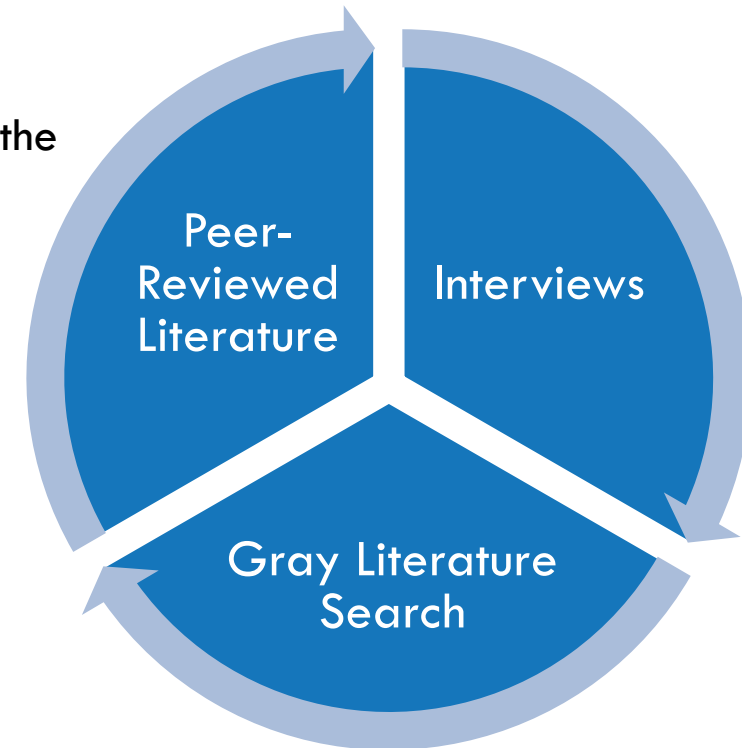 the
Peer-
Reviewed
Literature
Interviews
Gray Literature
Search